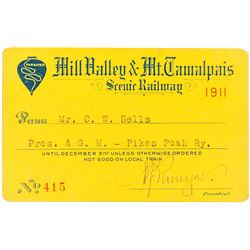 TAMALPAIS
Mill Valley & Mt. Tamalpais
Scenic Railway
1911
Pass
Mr. C. W. Sells
Pres. & G. M. - Pikes Peak Ry.
UNTIL DECEMBER 31ST UNLESS OTHERWISE ORDERED
NOT GOOD ON LOCAL TRAIN
No 415
President